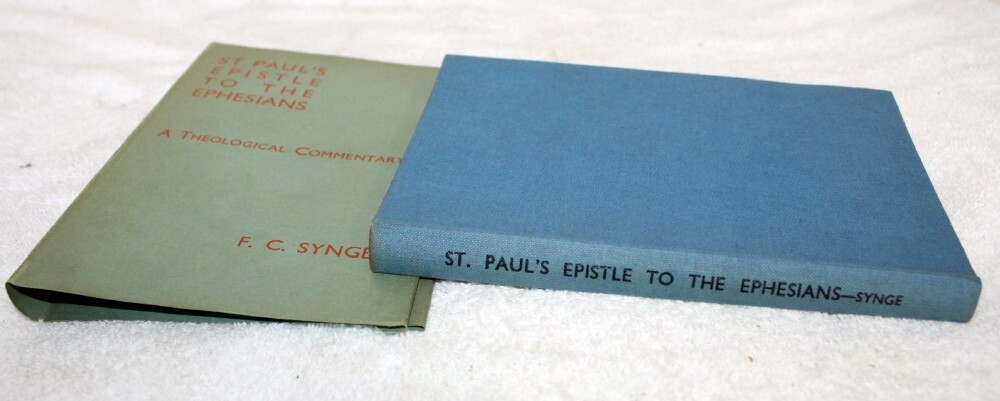 ST PAUL'S
EPISTLE
TO THE
EPHESIANS
A THEOLOGICAL COMMENTARY
F. C. SYNGE
ST. PAUL'S EPISTLE TO THE EPHESIANS—SYNGE